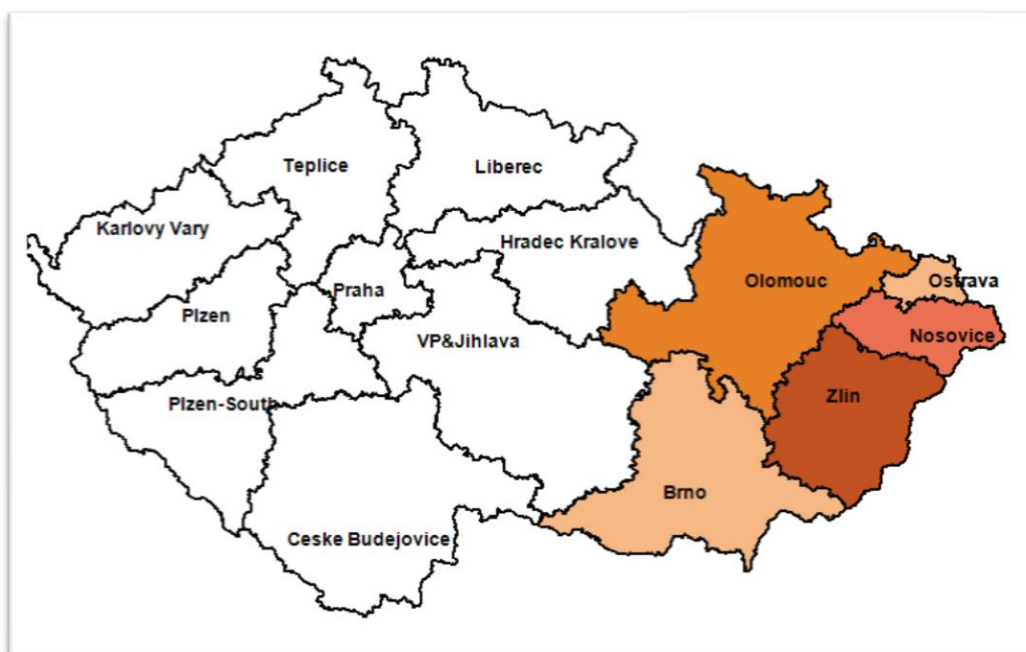 Teplice
Liberec
Karlovy Vary
Hradec Kralove
Olomouc
Ostrava
Praha
Plzen
Nosovice
VP&Jihlava
Zlin
Plzen-South
Brno
Ceske Budejovice